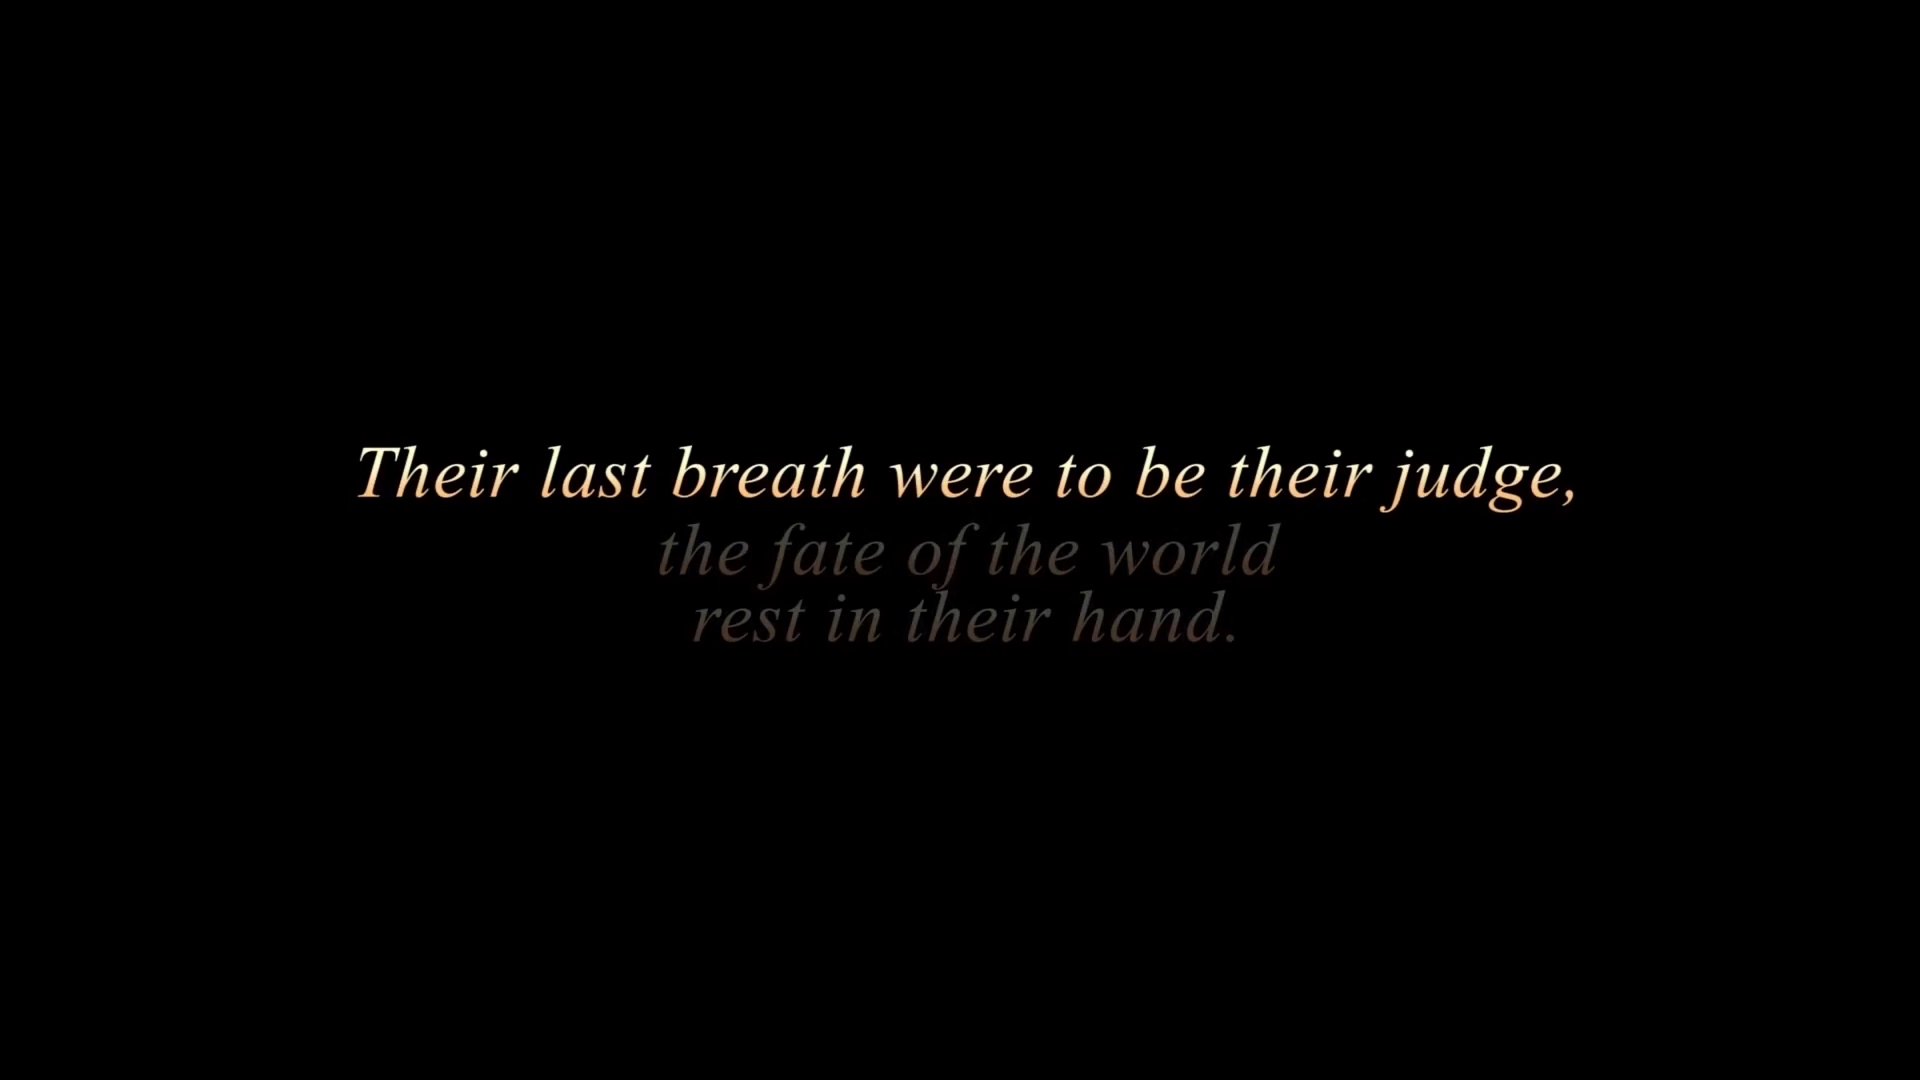 Their last breath were to be their judge,
the fate of the world
rest in their hand.